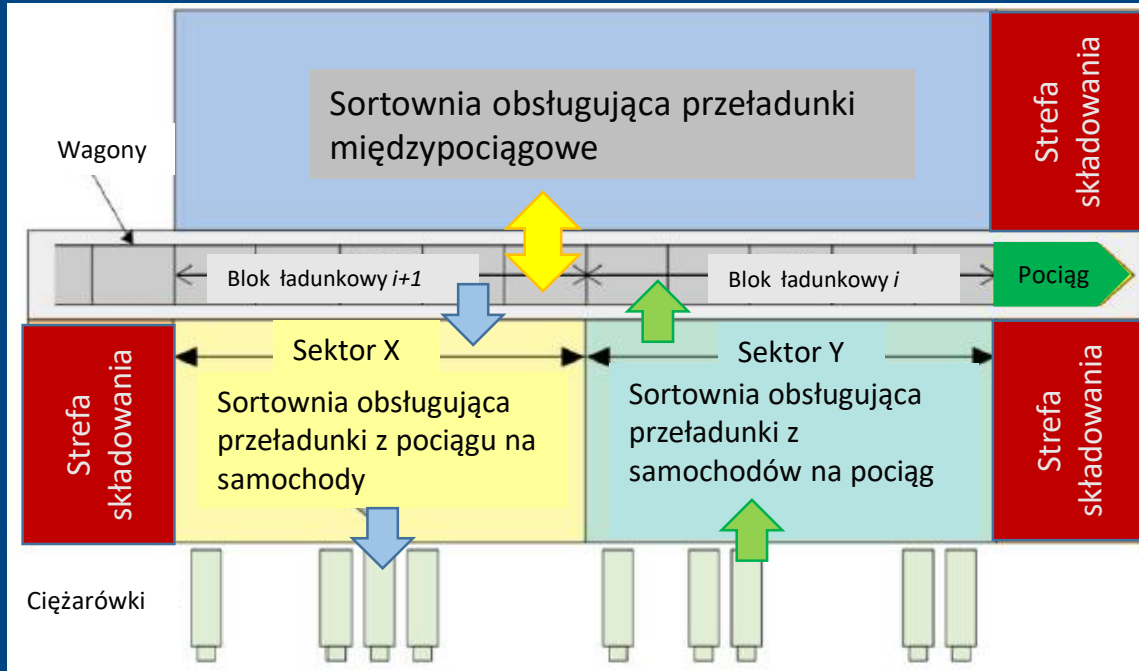 Sortownia obsługująca przeładunki
międzypociągowe
Strefa
składowania
Wagony
Blok ładunkowy i+1
Blok ładunkowy i
Pociąg
Strefa
składowania
Sektor X
Sortownia obsługująca
przeładunki z pociągu na
samochody
Sektor Y
Sortownia obsługująca
przeładunki z
samochodów na pociąg
Strefa
składowania
Ciężarówki